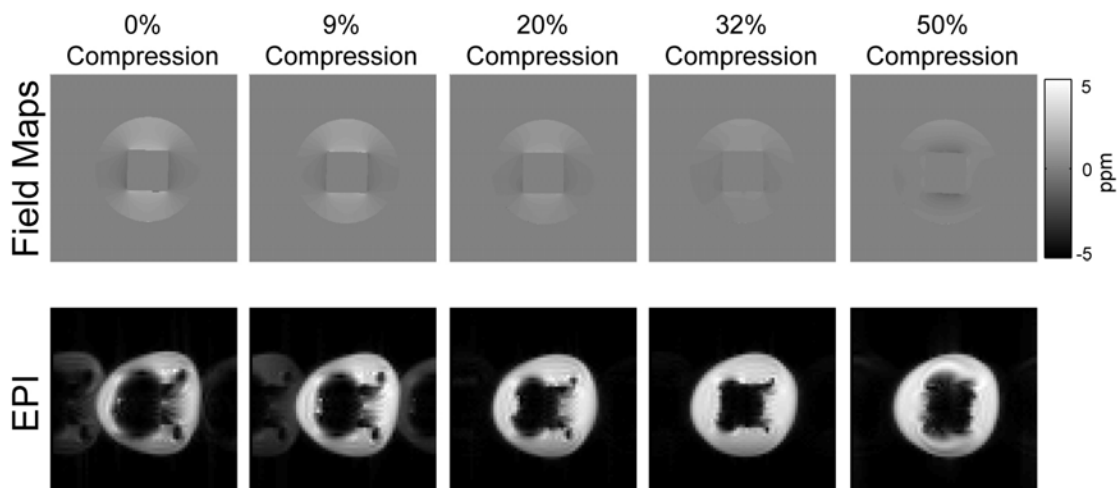 0% Compression
9% Compression
20% Compression
32% Compression
50% Compression
Field Maps
5
0
-5
ppm
EPI